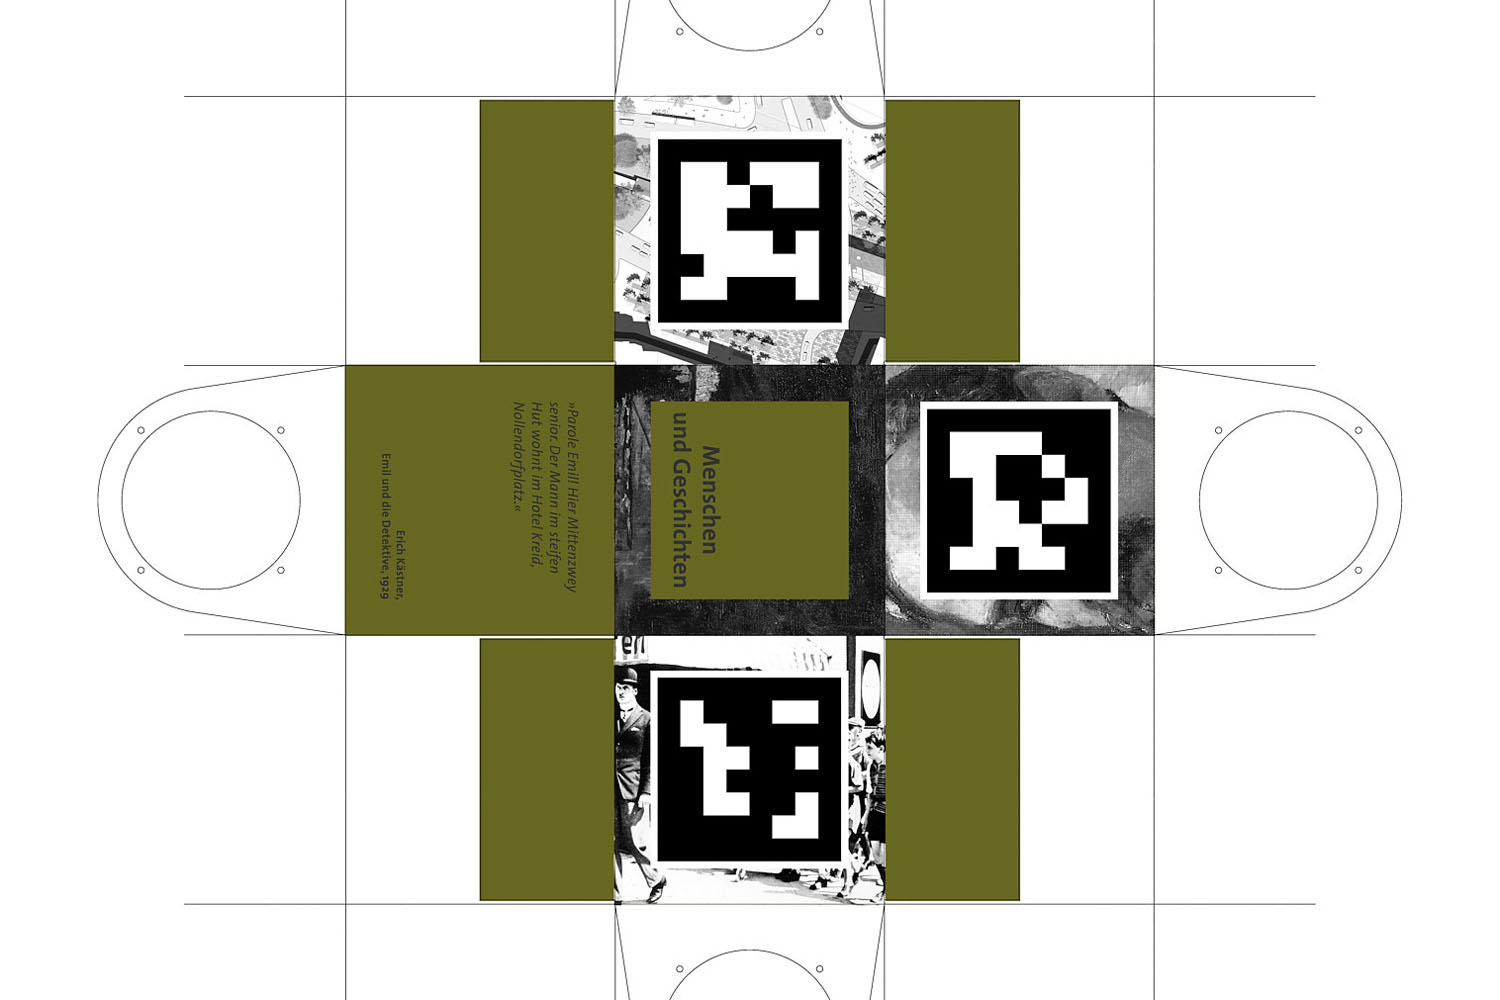 »Parole Emil! Hier Mittenzwey
senior. Der Mann im steifen
Hut wohnt im Hotel Kreid,
Nollendorfplatz.«
Erich Kästner,
Emil und die Detektive, 1929
Menschen
und Geschichten
en